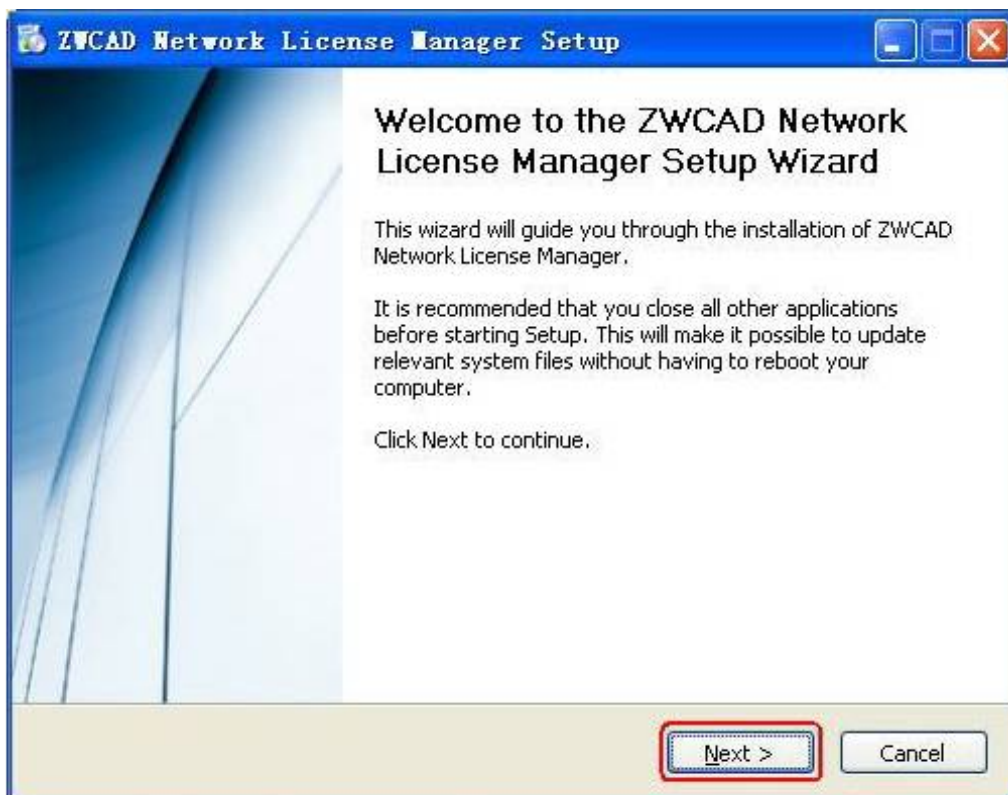 ZWCAD Network License Manager Setup
Welcome to the ZWCAD Network
License Manager Setup Wizard
This wizard will guide you through the installation of ZWCAD
Network License Manager.
It is recommended that you close all other applications
before starting Setup. This will make it possible to update
relevant system files without having to reboot your
computer.
Click Next to continue.
Next >
Cancel